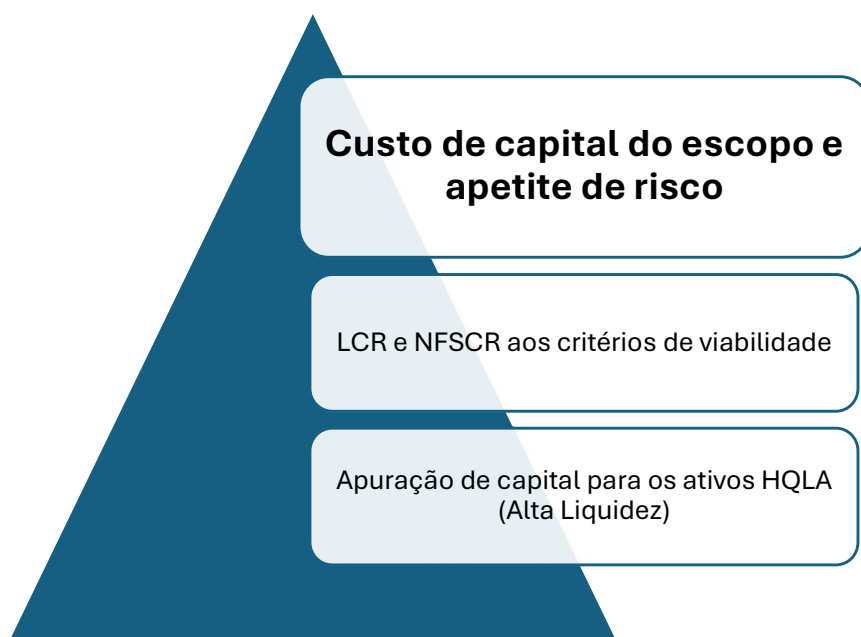 Custo de capital do escopo e
apetite de risco
LCR e NFSCR aos critérios de viabilidade
Apuração de capital para os ativos HQLA
(Alta Liquidez)